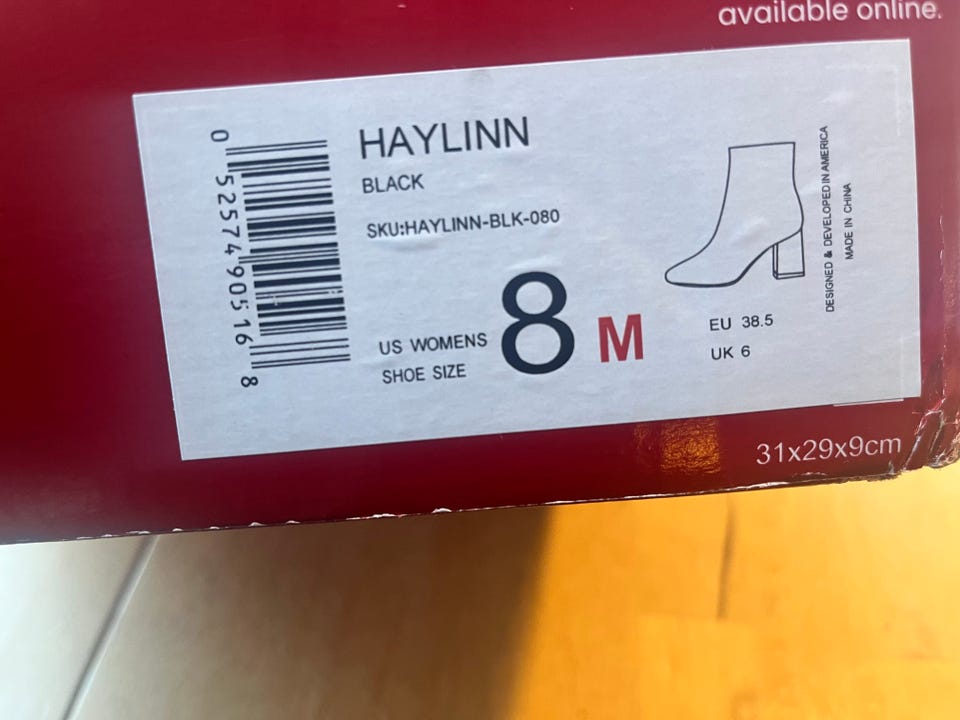 available online.
0 52574 90516 8
HAYLINN
BLACK
SKU:HAYLINN-BLK-080
US WOMENS
SHOE SIZE
8 M
EU 38.5
UK 6
DESIGNED & DEVELOPED IN AMERICA
MADE IN CHINA
31x29x9cm